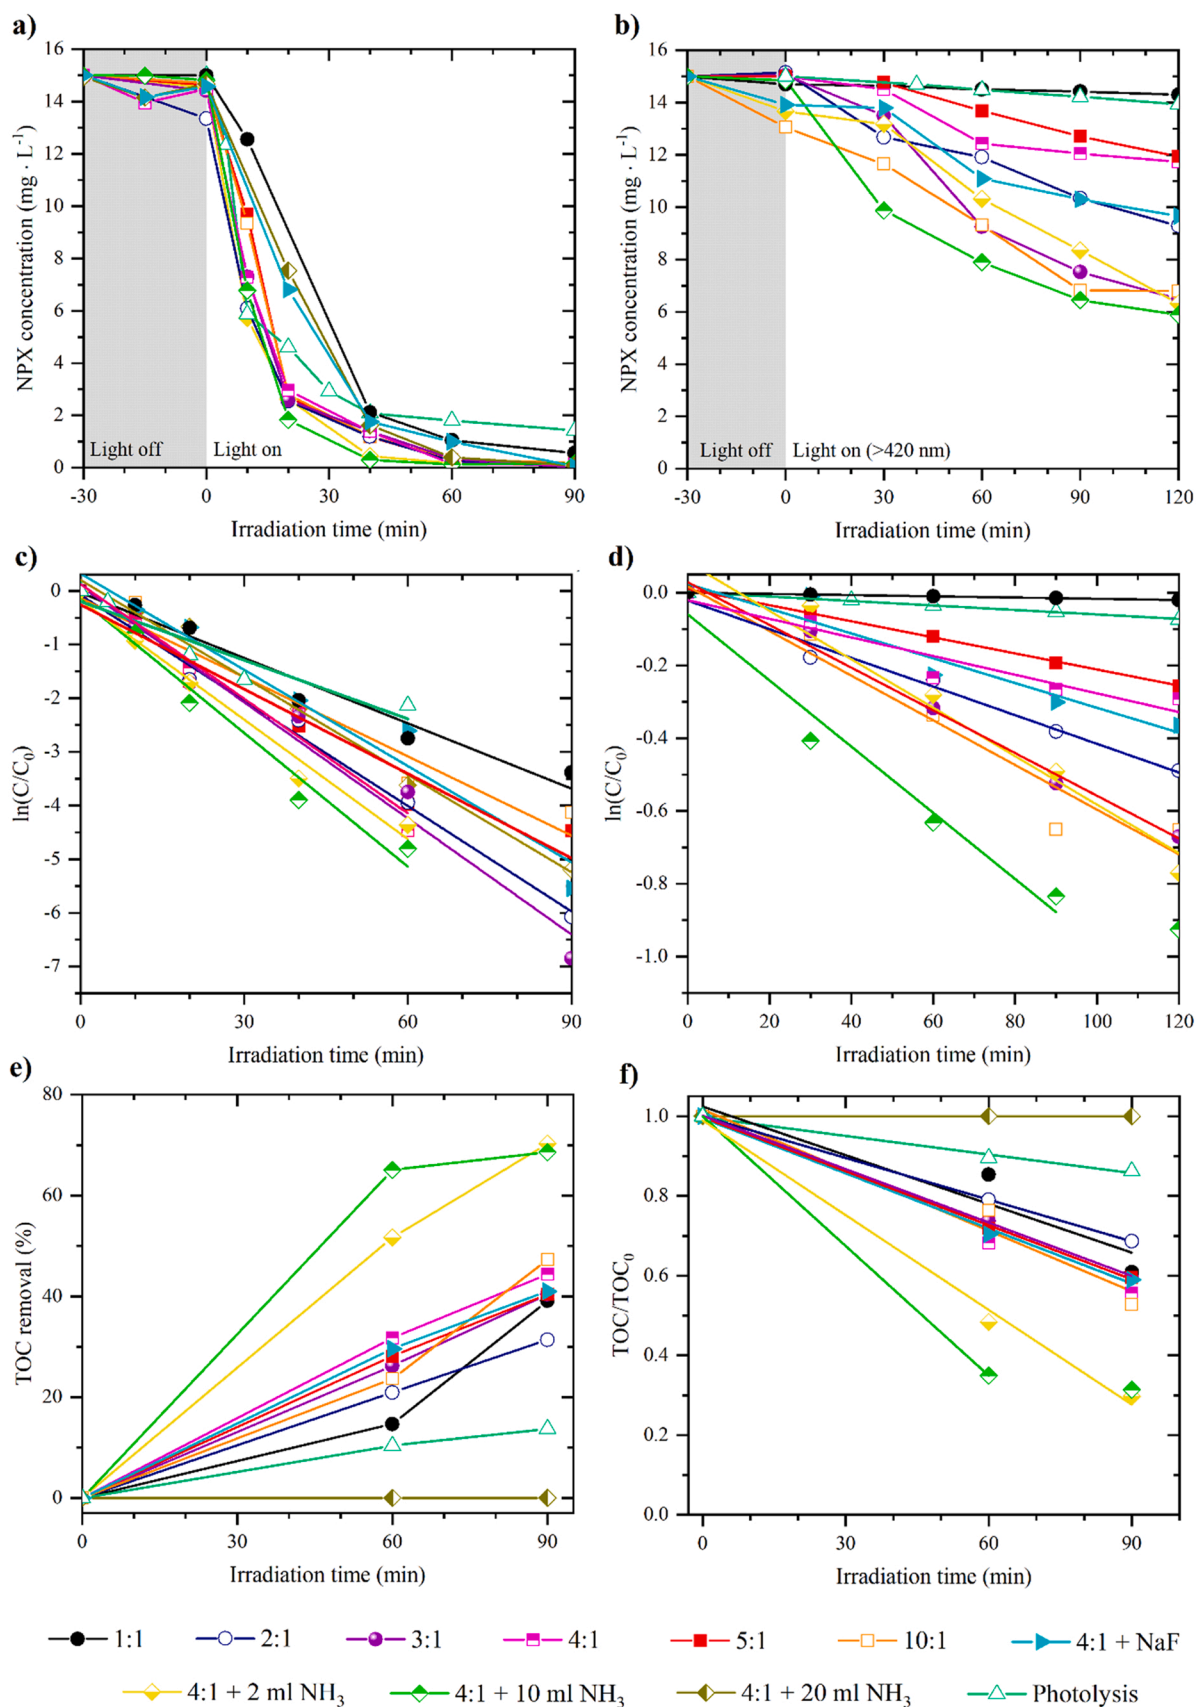 a)
NPX concentration (mg · L⁻¹)
16
14
12
10
8
6
4
2
0
Light off
Light on
-30
0
30
60
90
Irradiation time (min)
b)
NPX concentration (mg · L⁻¹)
16
14
12
10
8
6
4
2
0
Light off
Light on (>420 nm)
-30
0
30
60
90
120
Irradiation time (min)
c)
ln(C/C₀)
0
-1
-2
-3
-4
-5
-6
-7
0
30
60
90
Irradiation time (min)
d)
ln(C/C₀)
0.0
-0.2
-0.4
-0.6
-0.8
-1.0
0
20
40
60
80
100
120
Irradiation time (min)
e)
TOC removal (%)
80
60
40
20
0
0
30
60
90
Irradiation time (min)
f)
TOC/TOC₀
1.0
0.8
0.6
0.4
0.2
0.0
0
30
60
90
Irradiation time (min)
1:1
2:1
3:1
4:1
5:1
10:1
4:1 + NaF
4:1 + 2 ml NH₃
4:1 + 10 ml NH₃
4:1 + 20 ml NH₃
Photolysis